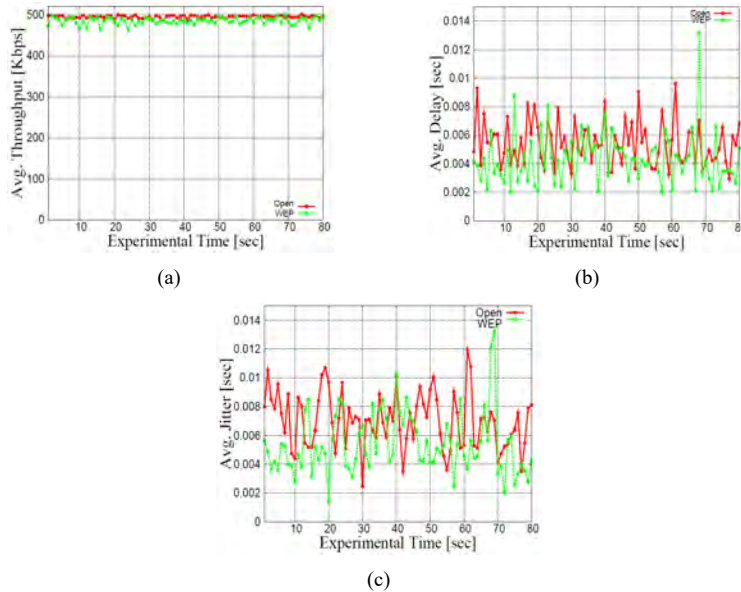 500
400
300
200
100
0
Avg. Throughput [Kbps]
Open
WEP
10 20 30 40 50 60 70 80
Experimental Time [sec]
(a)
0.014
0.012
0.01
0.008
0.006
0.004
0.002
0
Avg. Delay [sec]
Open
WEP
10 20 30 40 50 60 70 80
Experimental Time [sec]
(b)
0.014
0.012
0.01
0.008
0.006
0.004
0.002
0
Avg. Jitter [sec]
Open
WEP
10 20 30 40 50 60 70 80
Experimental Time [sec]
(c)